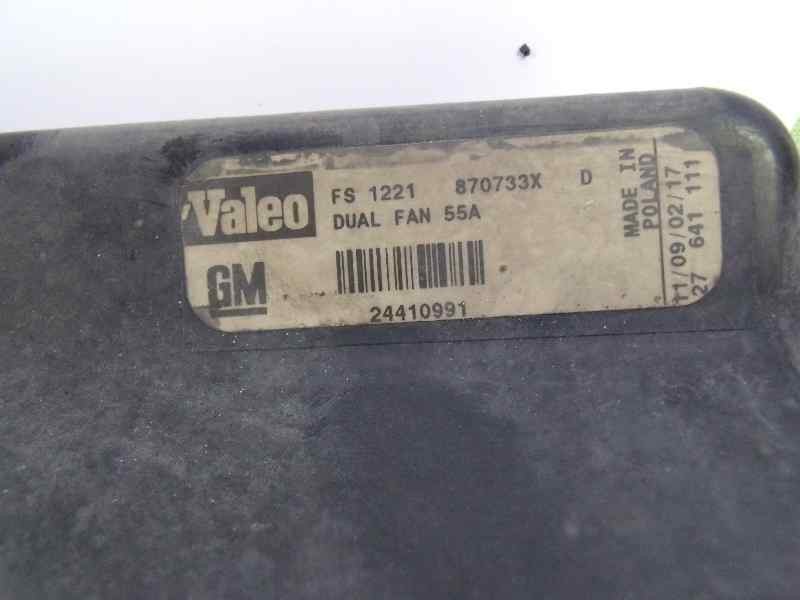 Valeo
FS 1221 870733X D
DUAL FAN 55A
GM
24410991
MADE IN
POLAND
11/09/02/17
27 641 111